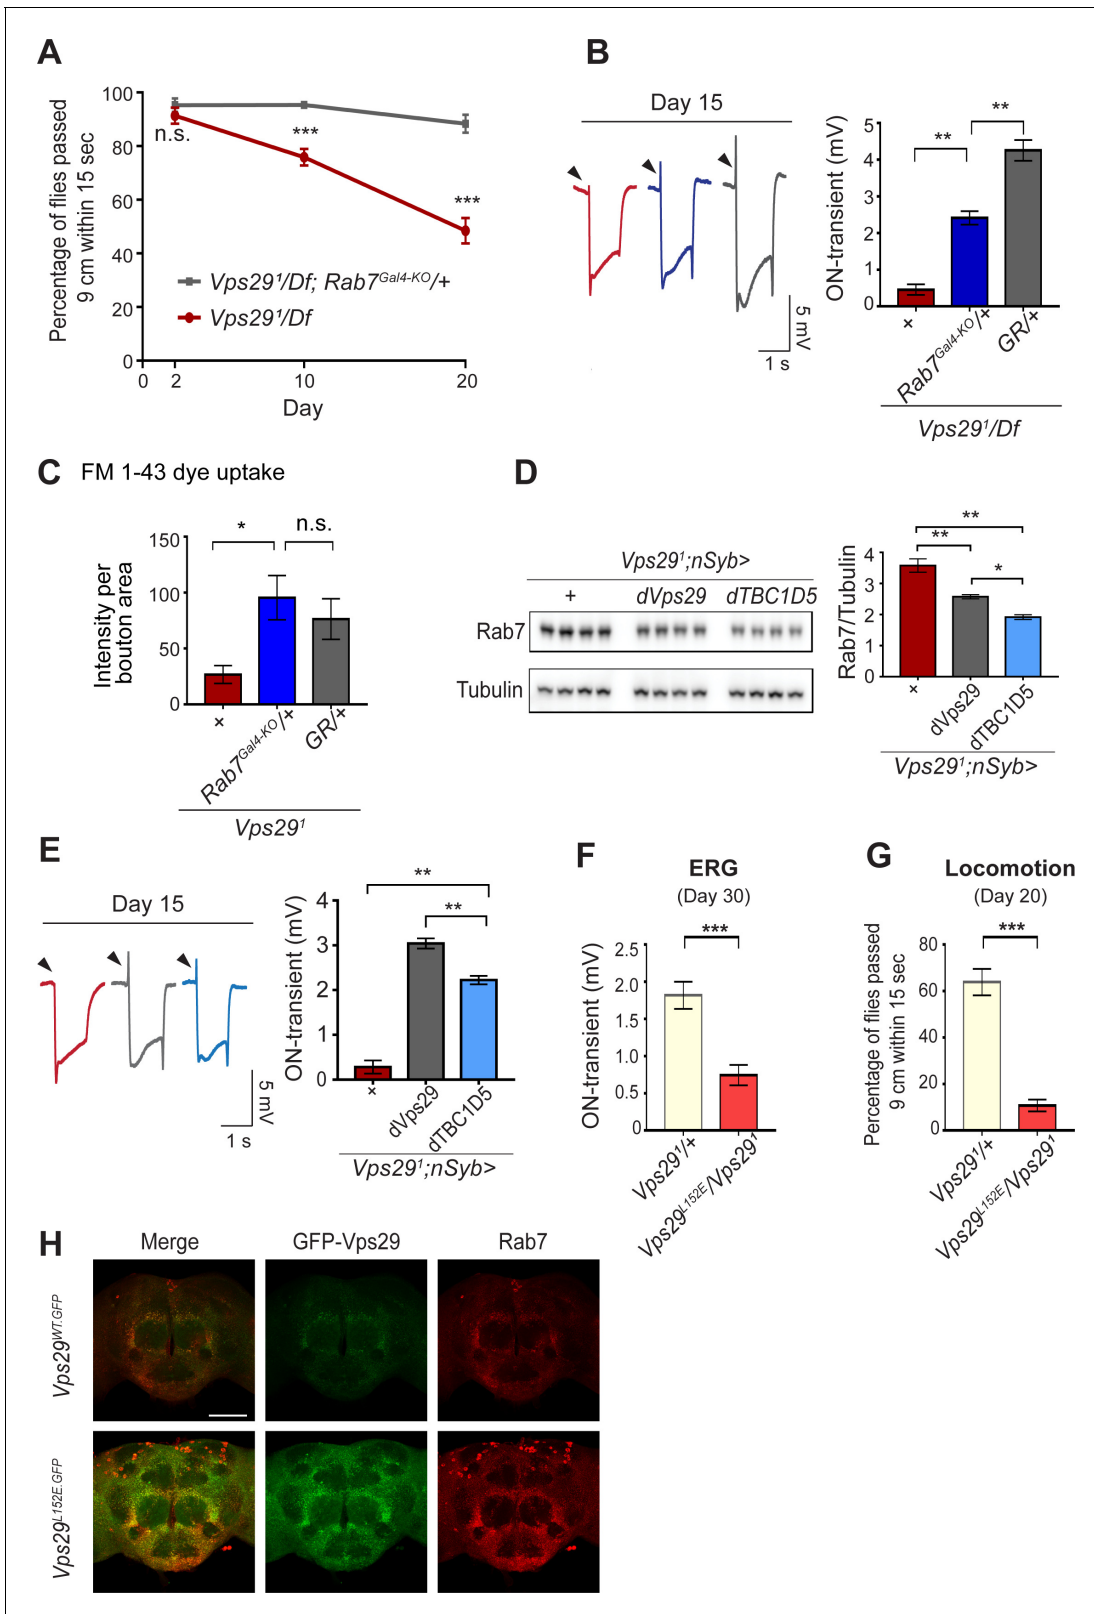 A
Percentage of flies passed
9 cm within 15 sec
100
80
60
40
20
0
n.s.
***
***
Vps29¹/Df; Rab7^Gal4-KO/+
Vps29¹/Df
0 2 10 20
Day
B
Day 15
5 mV
1 s
ON-transient (mV)
5
4
3
2
1
0
**
**
+
Rab7^Gal4-KO/+
GR/+
Vps29¹/Df
C FM 1-43 dye uptake
Intensity per
bouton area
150
100
50
0
*
n.s.
+
Rab7^Gal4-KO/+
GR/+
Vps29¹
D
Vps29¹;nSyb>
+ dVps29 dTBC1D5
Rab7
Tubulin
Rab7/Tubulin
4
3
2
1
0
**
**
*
+
dVps29
dTBC1D5
Vps29¹;nSyb>
E
Day 15
5 mV
1 s
ON-transient (mV)
4
3
2
1
0
**
**
+
dVps29
dTBC1D5
Vps29¹;nSyb>
F
ERG
(Day 30)
ON-transient (mV)
2.5
2.0
1.5
1.0
0.5
0
***
Vps29¹/+
Vps29^L152E/Vps29¹
G
Locomotion
(Day 20)
Percentage of flies passed
9 cm within 15 sec
80
60
40
20
0
***
Vps29¹/+
Vps29^L152E/Vps29¹
H
Merge GFP-Vps29 Rab7
Vps29^WT.GFP
Vps29^L152E.GFP